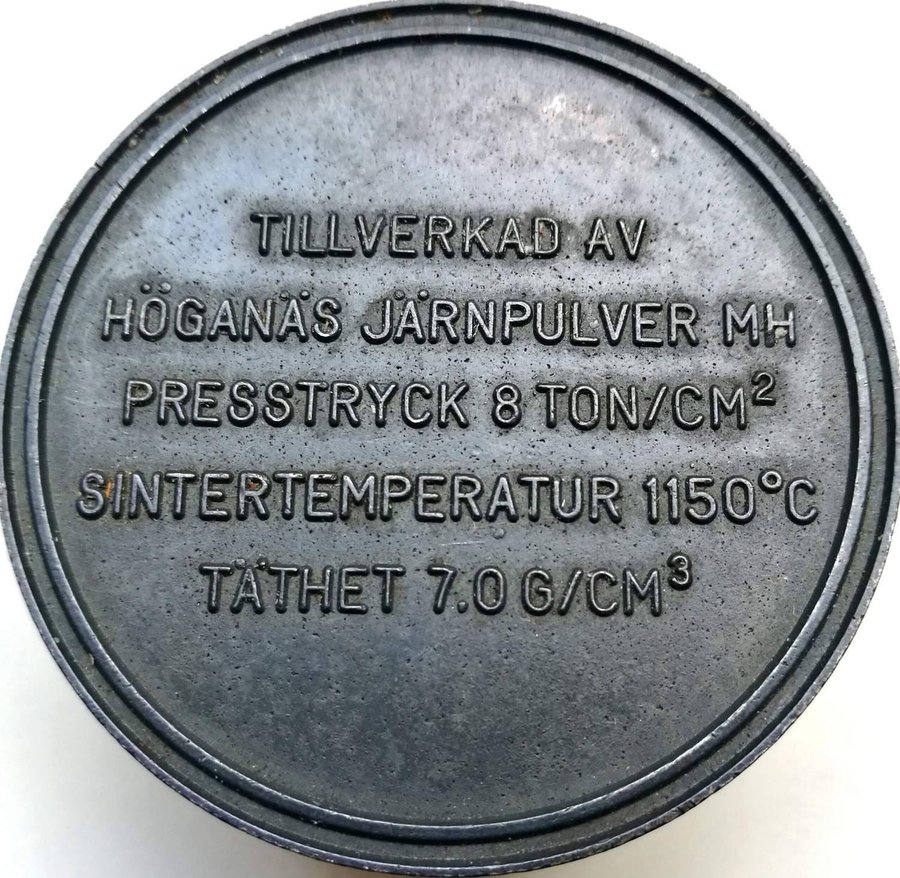 TILLVERKAD AV
HÖGANÄS JÄRNPULVER MH
PRESSTRYCK 8 TON/CM²
SINTERTEMPERATUR 1150°C
TÄTHET 7.0 G/CM³